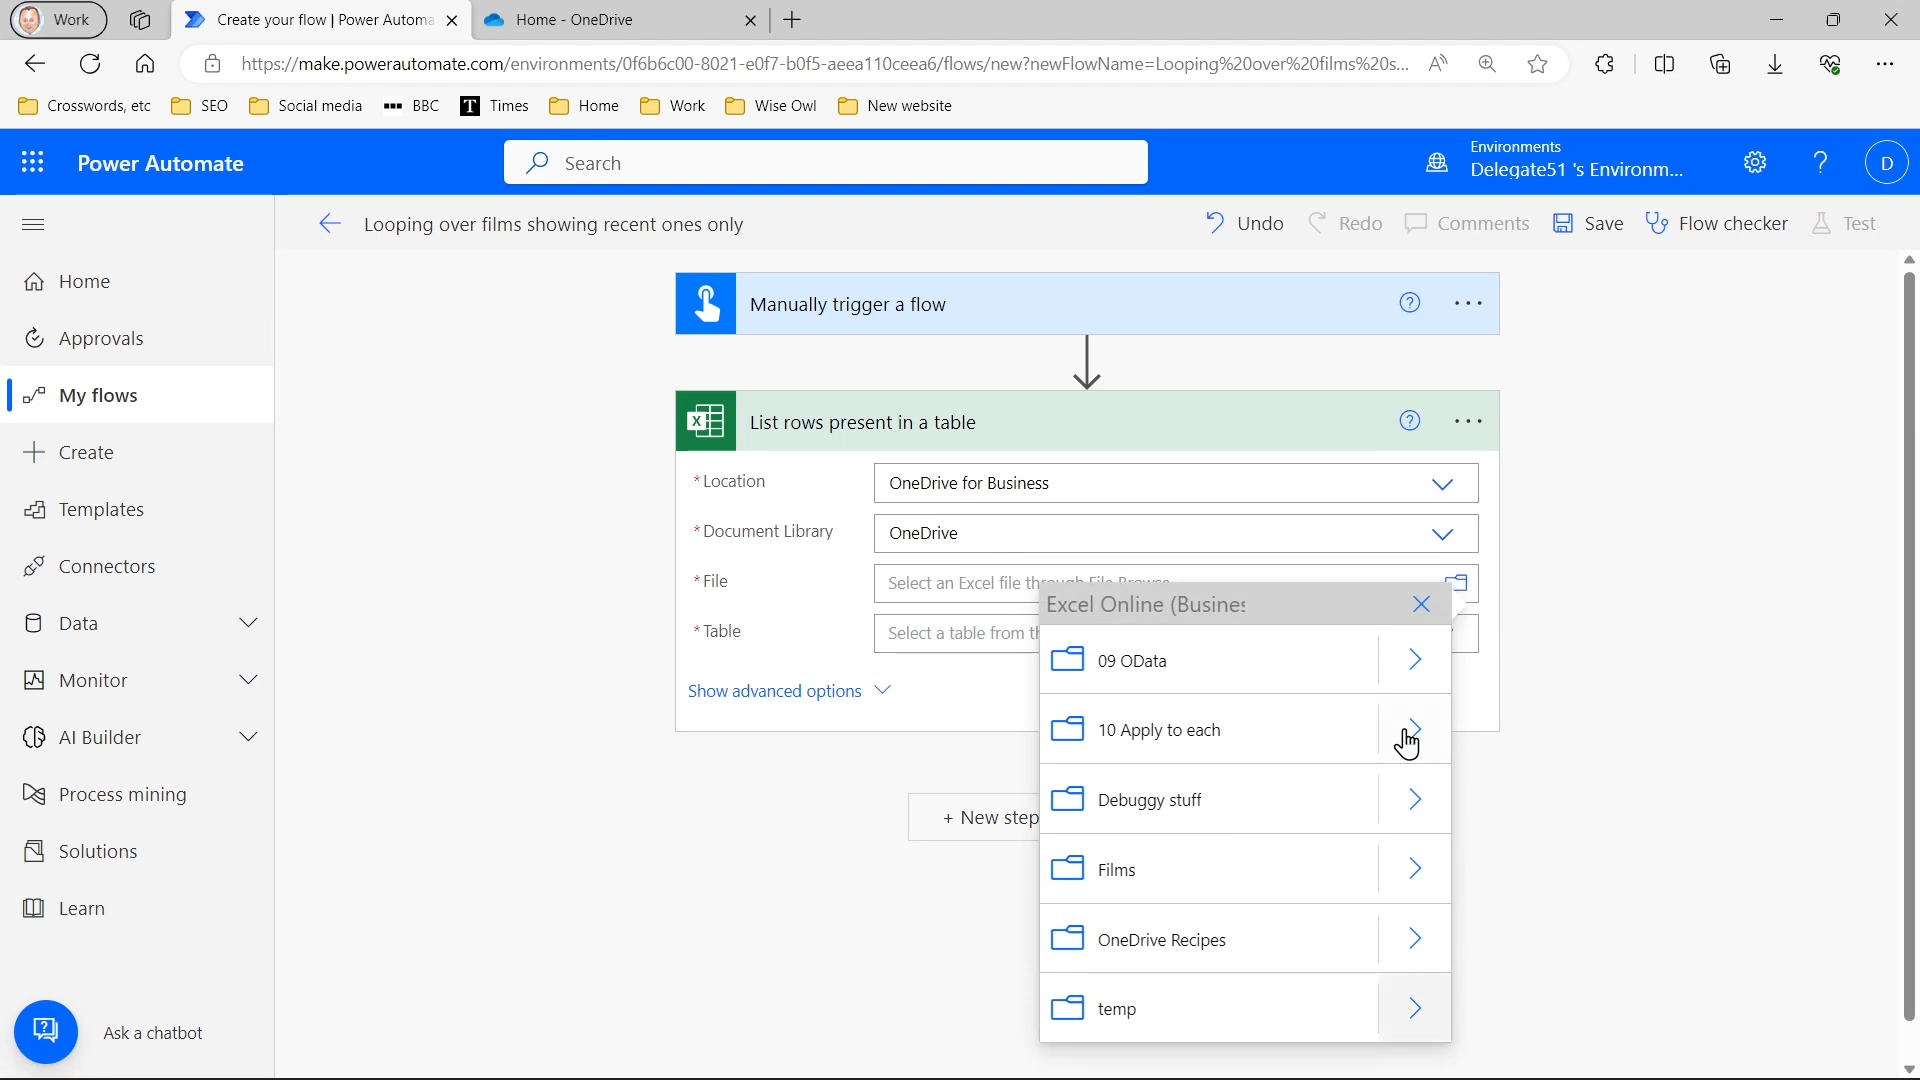 Work
Create your flow | Power Automa
Home - OneDrive
https://make.powerautomate.com/environments/0f6b6c00-8021-e0f7-b0f5-aeea110ceea6/flows/new?newFlowName=Looping%20over%20films%20s...
Crosswords, etc
SEO
Social media
BBC
T Times
Home
Work
Wise Owl
New website
Power Automate
Search
Environments
Delegate51 's Environm...
D
Looping over films showing recent ones only
Undo
Redo
Comments
Save
Flow checker
Test
Home
Approvals
My flows
Create
Templates
Connectors
Data
Monitor
AI Builder
Process mining
Solutions
Learn
Ask a chatbot
Manually trigger a flow
List rows present in a table
* Location
OneDrive for Business
* Document Library
OneDrive
* File
Select an Excel file through File Browse
* Table
Select a table from
Show advanced options
+ New step
Excel Online (Busines
09 OData
10 Apply to each
Debuggy stuff
Films
OneDrive Recipes
temp